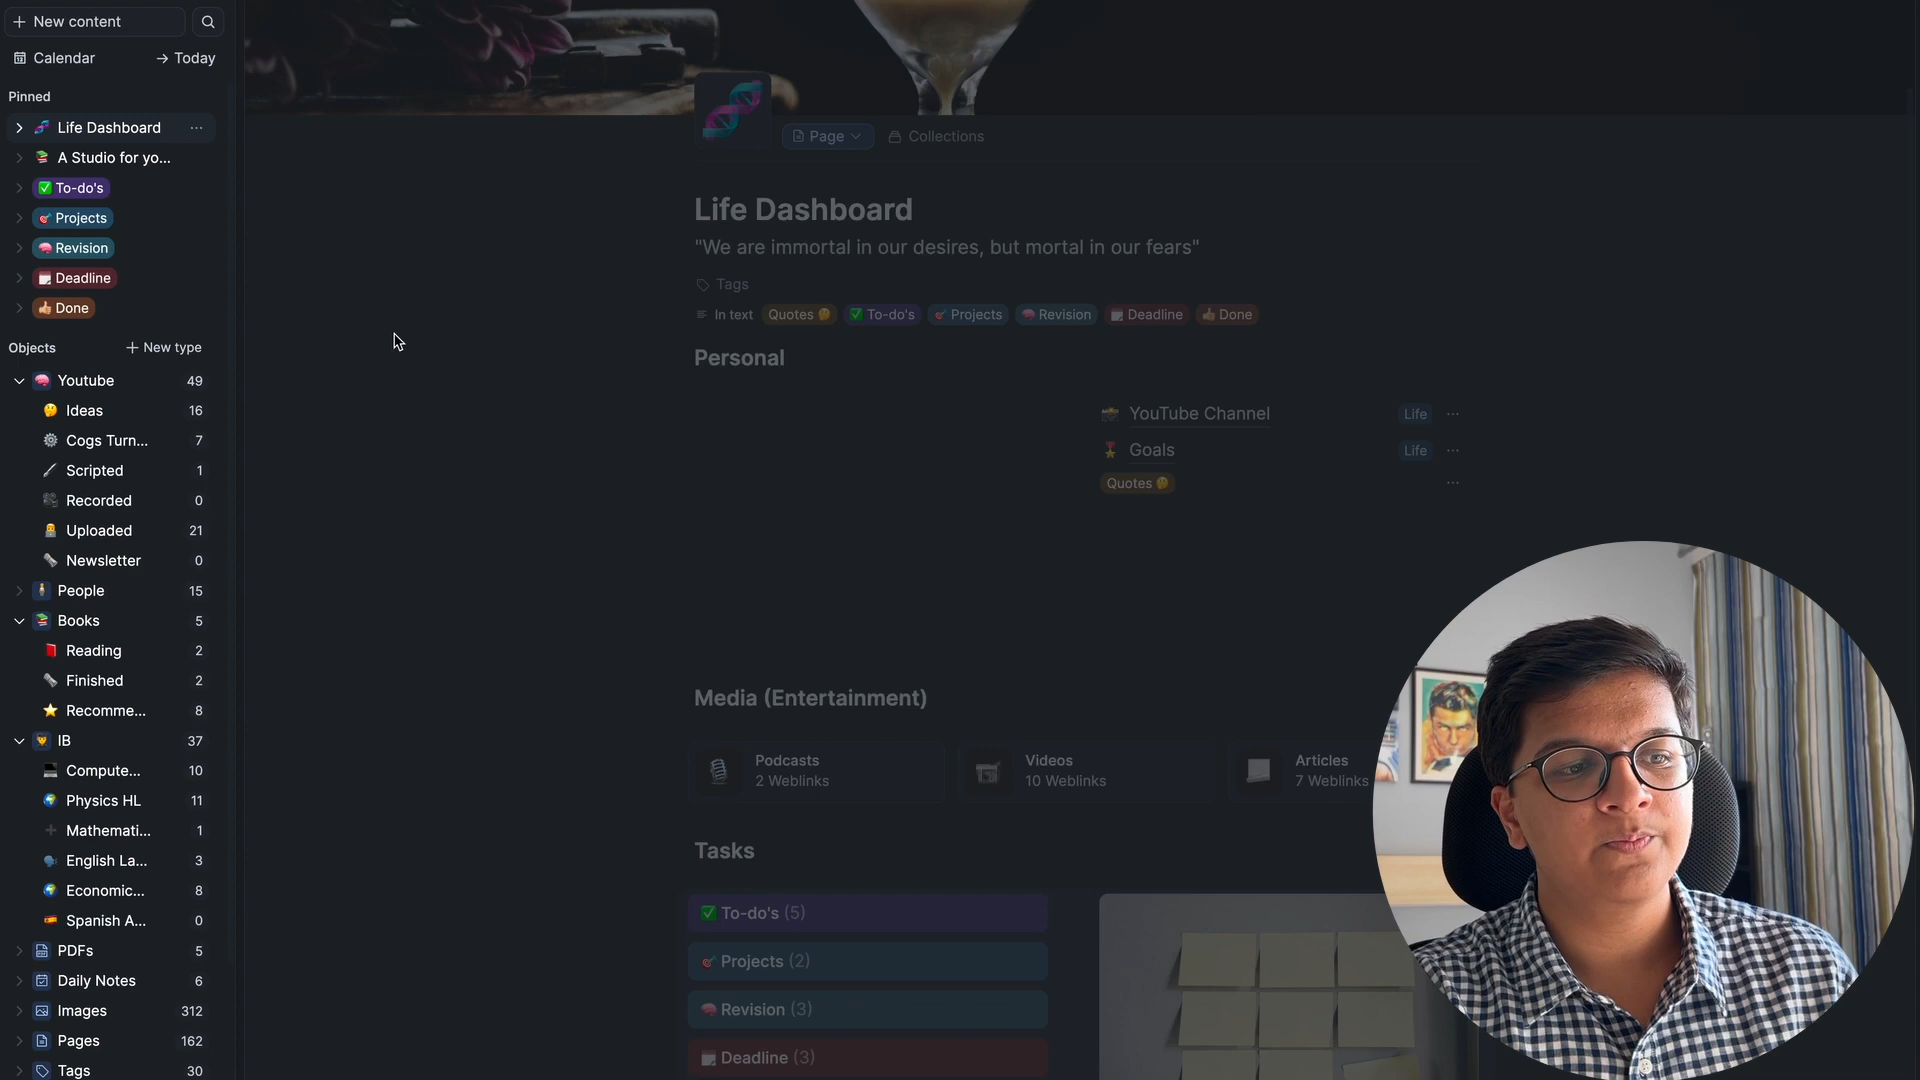 New content
Calendar
Today
Pinned
Life Dashboard
A Studio for yo...
To-do's
Projects
Revision
Deadline
Done
Objects
New type
Youtube 49
Ideas 16
Cogs Turn... 7
Scripted 1
Recorded 0
Uploaded 21
Newsletter 0
People 15
Books 5
Reading 2
Finished 2
Recomme... 8
IB 37
Compute... 10
Physics HL 11
Mathemati... 1
English La... 3
Economic... 8
Spanish A... 0
PDFs 5
Daily Notes 6
Images 312
Pages 162
Tags 30
Page
Collections
Life Dashboard
"We are immortal in our desires, but mortal in our fears"
Tags
In text Quotes To-do's Projects Revision Deadline Done
Personal
YouTube Channel Life
Goals Life
Quotes
Media (Entertainment)
Podcasts
2 Weblinks
Videos
10 Weblinks
Articles
7 Weblinks
Tasks
To-do's (5)
Projects (2)
Revision (3)
Deadline (3)